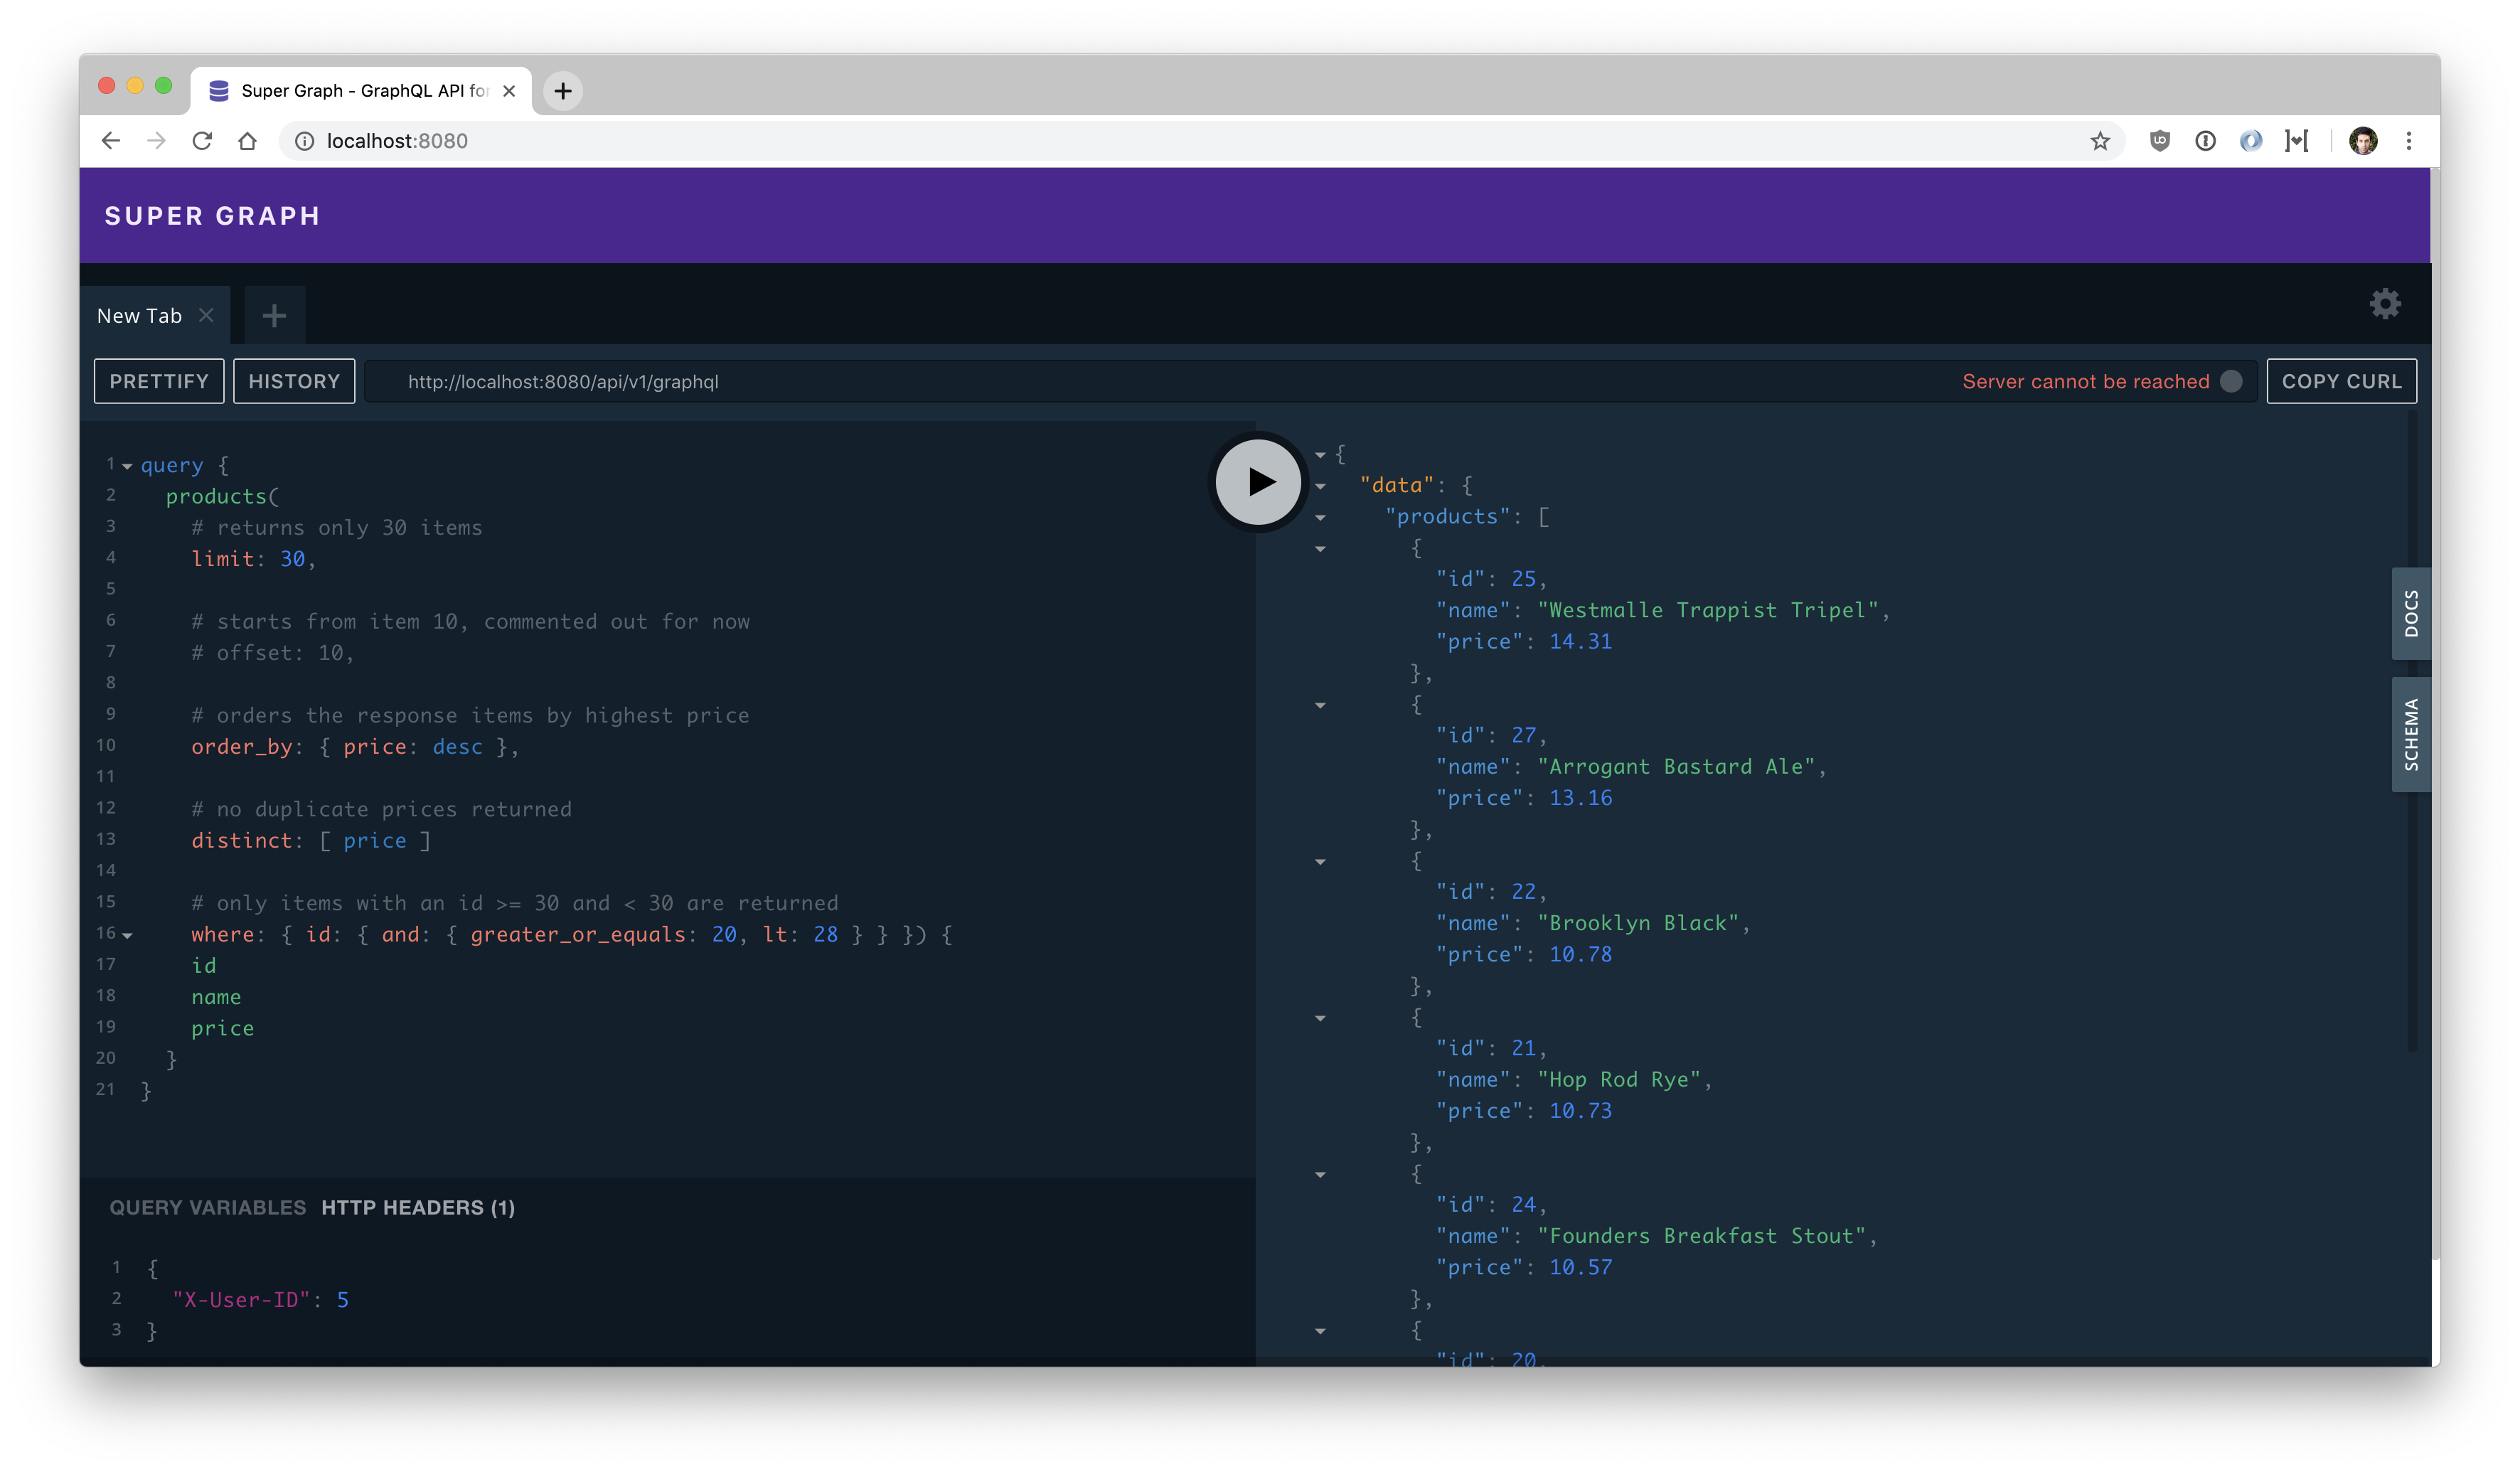 Super Graph - GraphQL API for
localhost:8080
SUPER GRAPH
New Tab
PRETTIFY
HISTORY
http://localhost:8080/api/v1/graphql
Server cannot be reached
COPY CURL
1 query {
2 products(
3 # returns only 30 items
4 limit: 30,
5
6 # starts from item 10, commented out for now
7 # offset: 10,
8
9 # orders the response items by highest price
10 order_by: { price: desc },
11
12 # no duplicate prices returned
13 distinct: [ price ]
14
15 # only items with an id >= 30 and < 30 are returned
16 where: { id: { and: { greater_or_equals: 20, lt: 28 } } }) {
17 id
18 name
19 price
20 }
21 }
QUERY VARIABLES HTTP HEADERS (1)
1 {
2 "X-User-ID": 5
3 }
{
"data": {
"products": [
{
"id": 25,
"name": "Westmalle Trappist Tripel",
"price": 14.31
},
{
"id": 27,
"name": "Arrogant Bastard Ale",
"price": 13.16
},
{
"id": 22,
"name": "Brooklyn Black",
"price": 10.78
},
{
"id": 21,
"name": "Hop Rod Rye",
"price": 10.73
},
{
"id": 24,
"name": "Founders Breakfast Stout",
"price": 10.57
},
{
"id": 20,
DOCS
SCHEMA